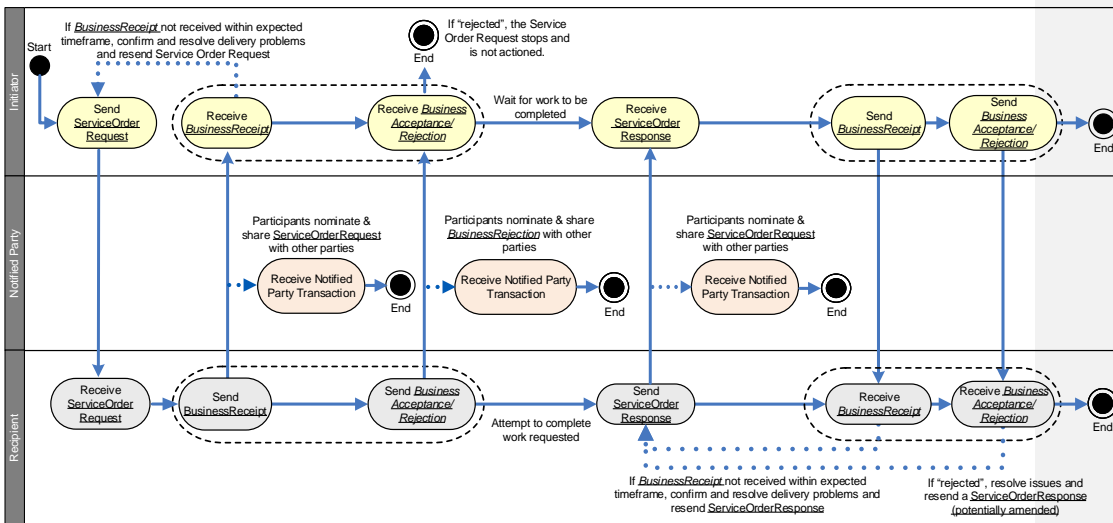 Initiator
Start
If BusinessReceipt not received within expected
timeframe, confirm and resolve delivery problems
and resend Service Order Request
End
If “rejected”, the Service
Order Request stops and
is not actioned.
Send
ServiceOrder
Request
Receive
BusinessReceipt
Receive Business
Acceptance/
Rejection
Wait for work to be
completed
Receive
ServiceOrder
Response
Send
BusinessReceipt
Send Business
Acceptance/
Rejection
End
Notified Party
Participants nominate &
share ServiceOrderRequest
with other parties
Receive Notified
Party Transaction
End
Participants nominate & share
BusinessRejection with other
parties
Receive Notified Party
Transaction
End
Participants nominate &
share ServiceOrderRequest
with other parties
Receive Notified
Party Transaction
End
Recipient
Receive
ServiceOrder
Request
Send
BusinessReceipt
Send Business
Acceptance/
Rejection
Attempt to complete
work requested
Send
ServiceOrder
Response
Receive
BusinessReceipt
Receive Business
Acceptance/
Rejection
End
If BusinessReceipt not received within expected
timeframe, confirm and resolve delivery problems and
resend ServiceOrderResponse
If “rejected”, resolve issues and
resend a ServiceOrderResponse
(potentially amended)